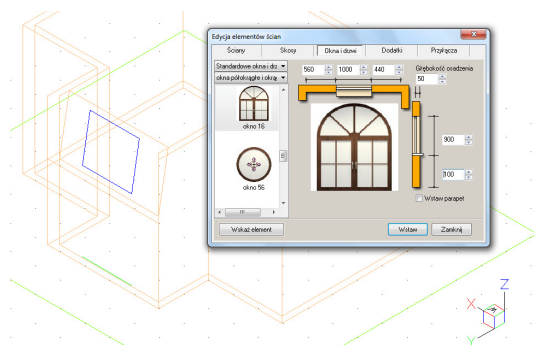 Edycja elementów ścian
Ściany Skosy Okna i drzwi Dodatki Przyłącza
Standardowe okna i drz
okna półokrągłe i okrą
560 1000 440
Głębokość osadzenia
50
okno 16
okno 56
900
100
Wstaw parapet
Wskaż element
Wstaw Zamknij
Z
X
Y